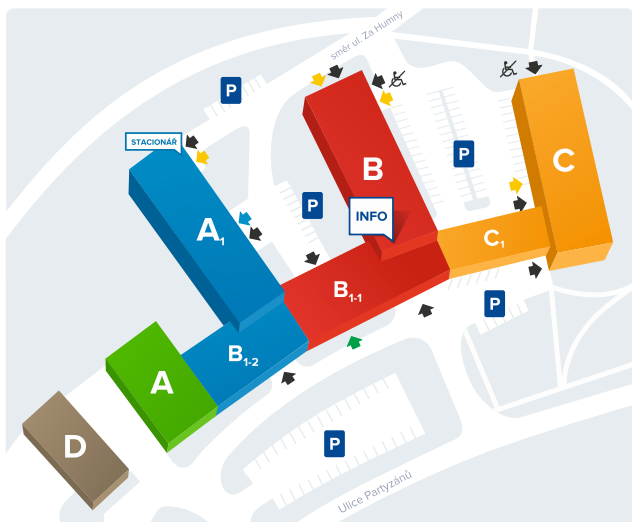 směr ul. Za Humny
P
STACIONÁŘ
P
B
C
P
INFO
A1
C1
B1-1
P
B1-2
A
D
P
Ulice Partyzánů